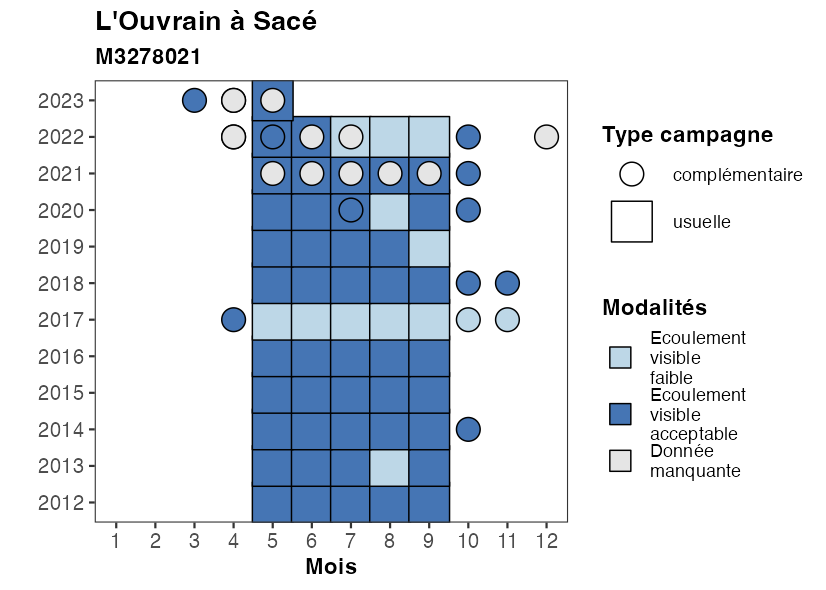 L'Ouvrain à Sacé
M3278021
2023
2022
2021
2020
2019
2018
2017
2016
2015
2014
2013
2012
1 2 3 4 5 6 7 8 9 10 11 12
Mois
Type campagne
complémentaire
usuelle
Modalités
Ecoulement
visible
faible
Ecoulement
visible
acceptable
Donnée
manquante